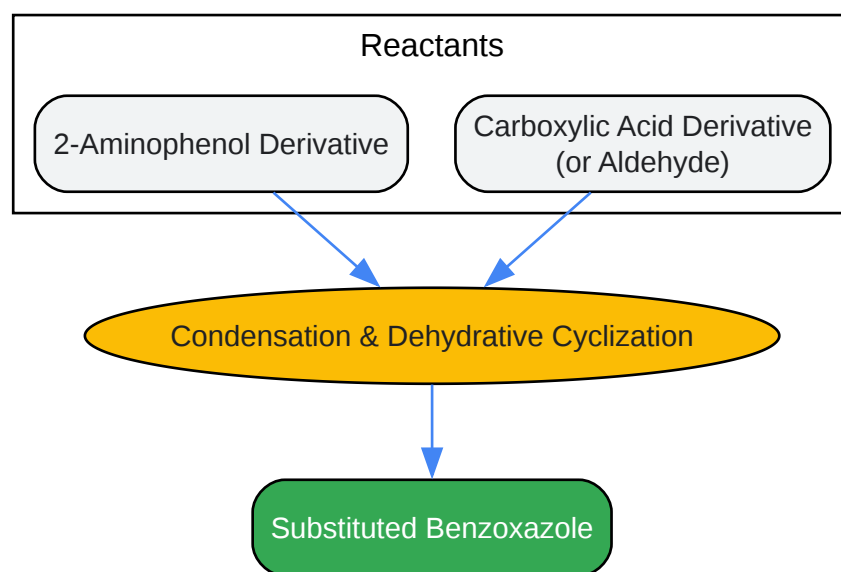 Reactants
2-Aminophenol Derivative
Carboxylic Acid Derivative
(or Aldehyde)
Condensation & Dehydrative Cyclization
Substituted Benzoxazole